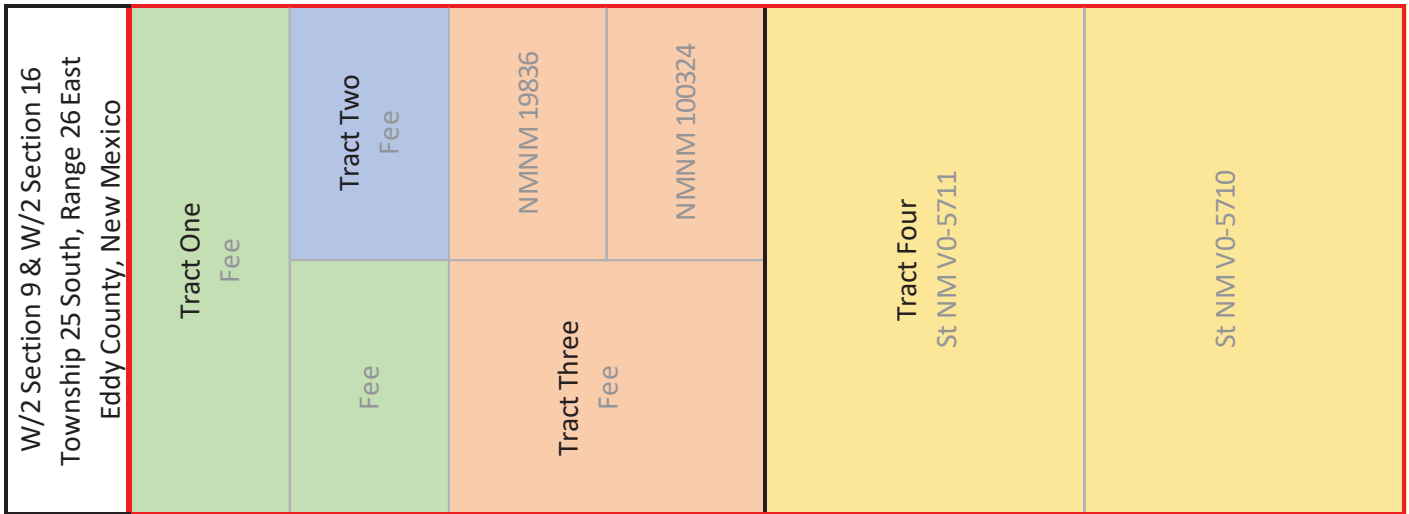 W/2 Section 9 & W/2 Section 16
Township 25 South, Range 26 East
Eddy County, New Mexico
Tract One
Fee
Fee
Tract Two
Fee
Tract Three
Fee
NMNM 19836
NMNM 100324
Tract Four
St NM V0-5711
St NM V0-5710